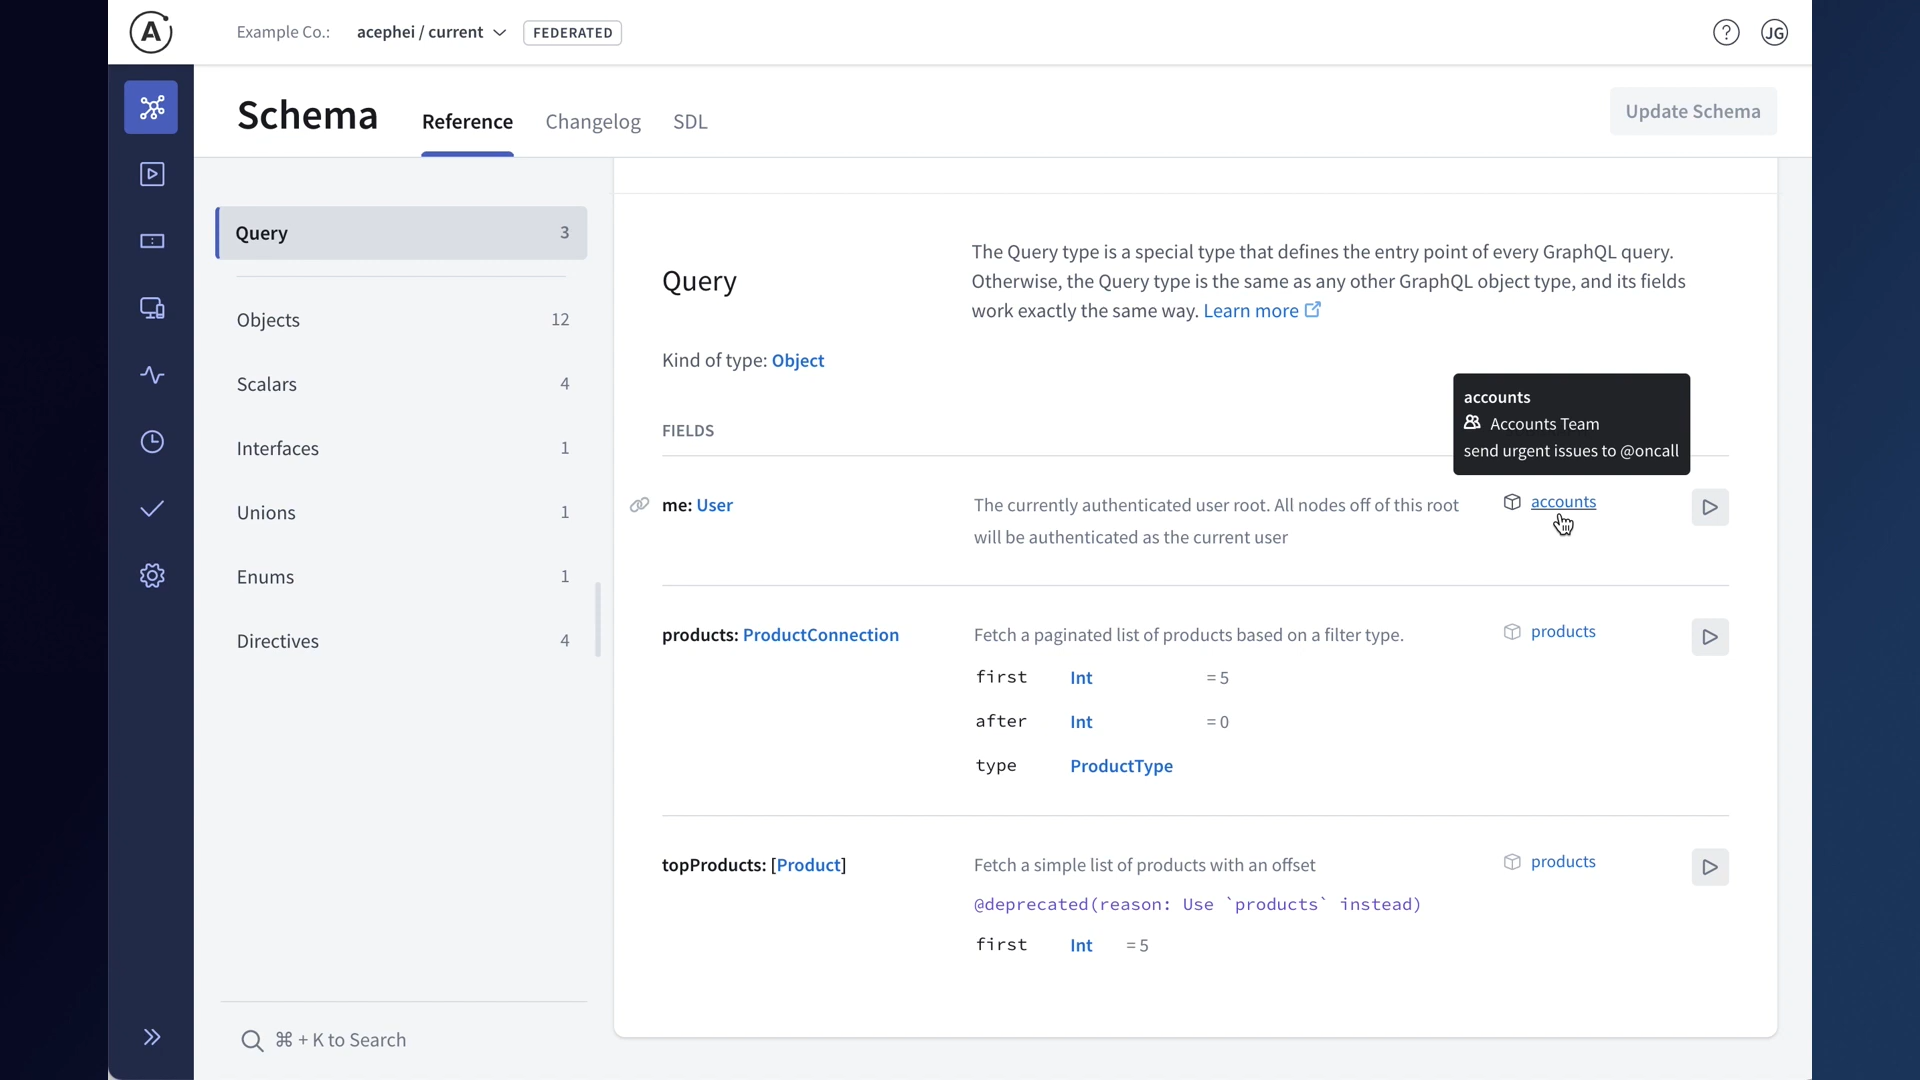 A Example Co.: acephei / current FEDERATED ? JG
Schema Reference Changelog SDL Update Schema
Query 3
Objects 12
Scalars 4
Interfaces 1
Unions 1
Enums 1
Directives 4
⌘ + K to Search
Query
The Query type is a special type that defines the entry point of every GraphQL query.
Otherwise, the Query type is the same as any other GraphQL object type, and its fields
work exactly the same way. Learn more
Kind of type: Object
accounts
Accounts Team
send urgent issues to @oncall
FIELDS
me: User
The currently authenticated user root. All nodes off of this root
will be authenticated as the current user
accounts
products: ProductConnection
Fetch a paginated list of products based on a filter type.
products
first Int = 5
after Int = 0
type ProductType
topProducts: [Product]
Fetch a simple list of products with an offset
products
@deprecated(reason: Use `products` instead)
first Int = 5